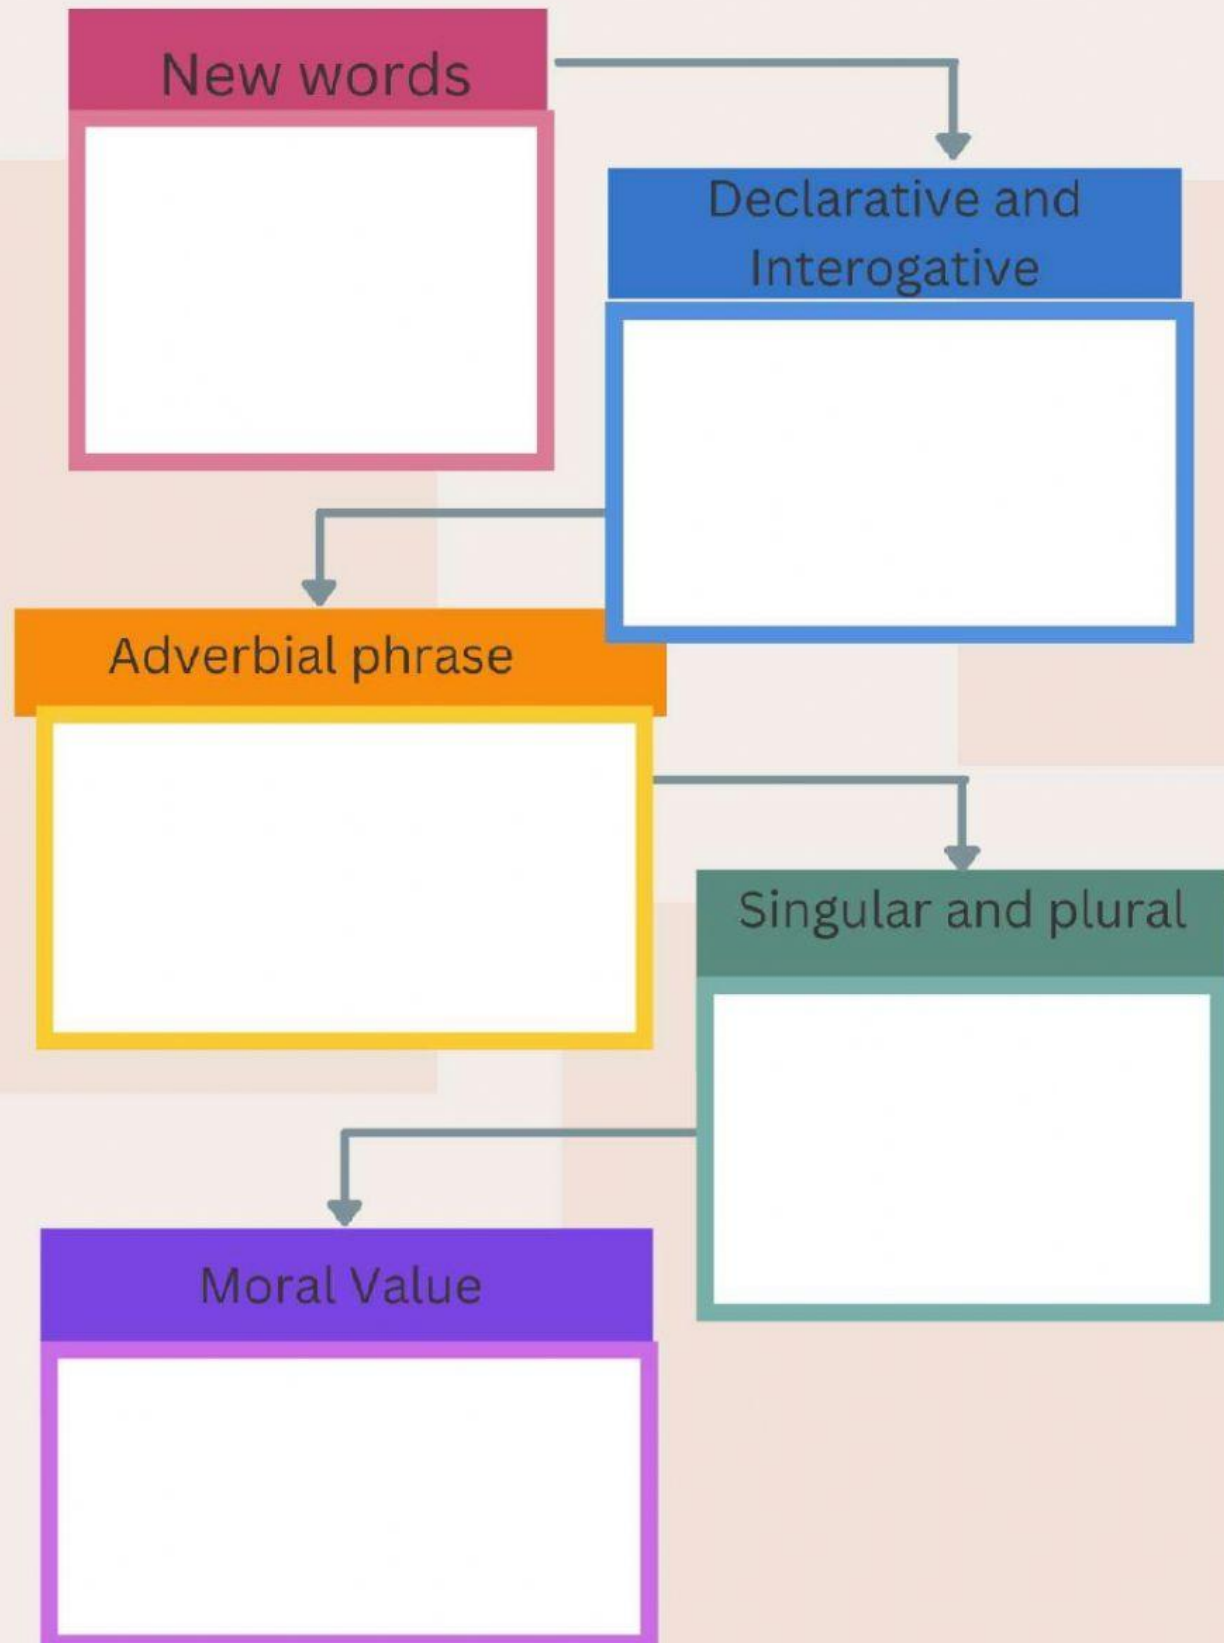 New words
Declarative and
Interogative
Adverbial phrase
Singular and plural
Moral Value